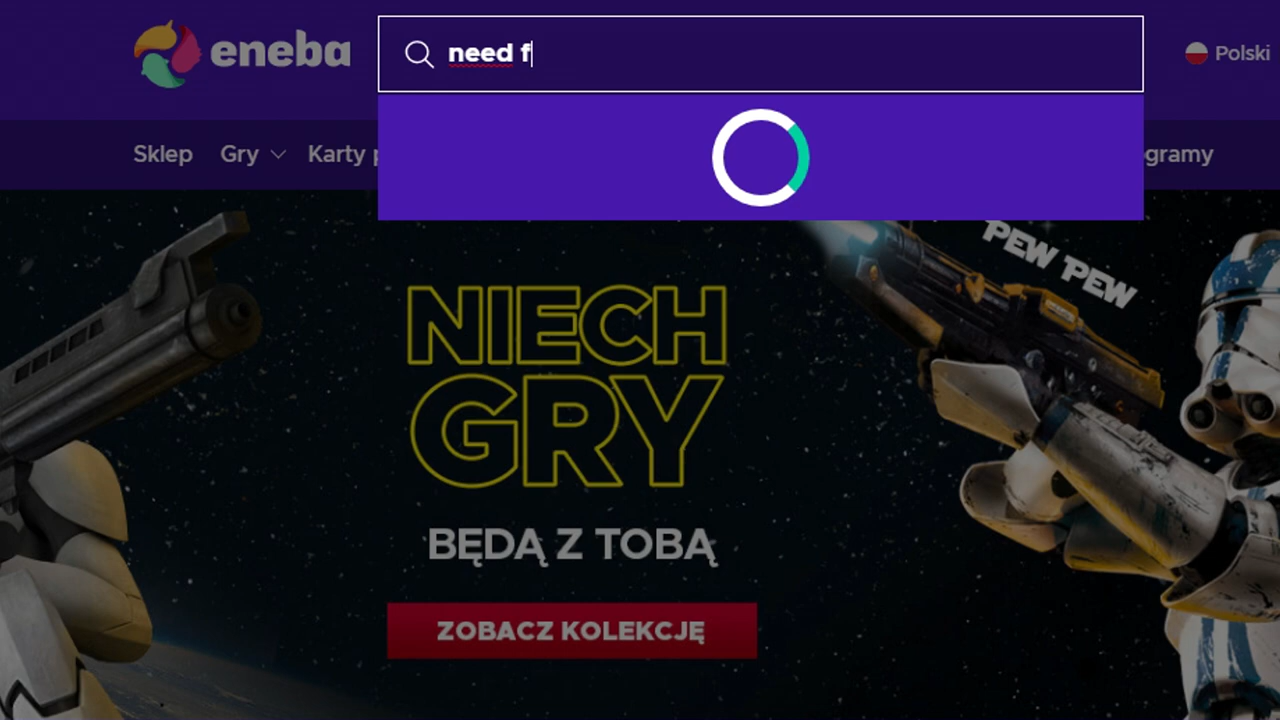 eneba
need f
Polski
Sklep Gry Karty p
gramy
PEW PEW
NIECH
GRY
BĘDĄ Z TOBĄ
ZOBACZ KOLEKCJĘ